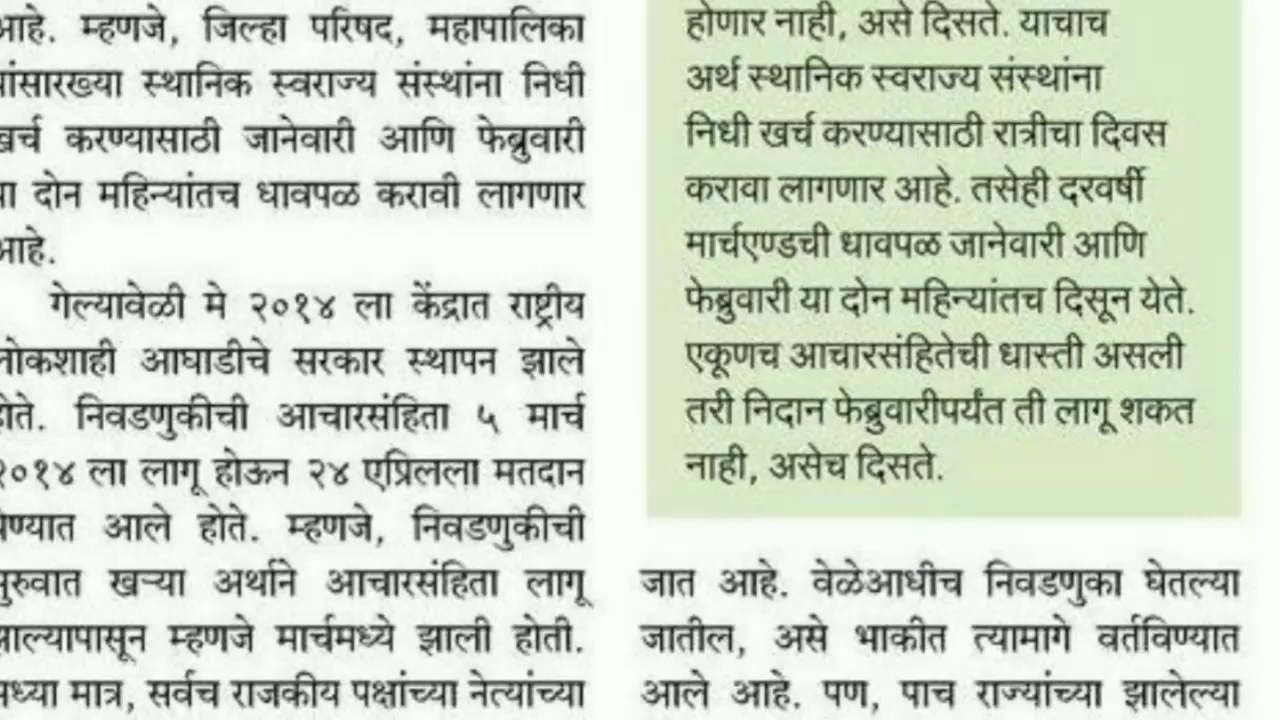 आहे. म्हणजे, जिल्हा परिषद, महापालिका
यांसारख्या स्थानिक स्वराज्य संस्थांना निधी
खर्च करण्यासाठी जानेवारी आणि फेब्रुवारी
या दोन महिन्यांतच धावपळ करावी लागणार
आहे.
गेल्यावेळी मे २०१४ ला केंद्रात राष्ट्रीय
लोकशाही आघाडीचे सरकार स्थापन झाले
होते. निवडणुकीची आचारसंहिता ५ मार्च
२०१४ ला लागू होऊन २४ एप्रिलला मतदान
घेण्यात आले होते. म्हणजे, निवडणुकीची
सुरुवात खऱ्या अर्थाने आचारसंहिता लागू
झाल्यापासून म्हणजे मार्चमध्ये झाली होती.
सध्या मात्र, सर्वच राजकीय पक्षांच्या नेत्यांच्या
होणार नाही, असे दिसते. याचाच
अर्थ स्थानिक स्वराज्य संस्थांना
निधी खर्च करण्यासाठी रात्रीचा दिवस
करावा लागणार आहे. तसेही दरवर्षी
मार्चएण्डची धावपळ जानेवारी आणि
फेब्रुवारी या दोन महिन्यांतच दिसून येते.
एकूणच आचारसंहितेची धास्ती असली
तरी निदान फेब्रुवारीपर्यंत ती लागू शकत
नाही, असेच दिसते.
जात आहे. वेळेआधीच निवडणुका घेतल्या
जातील, असे भाकीत त्यामागे वर्तविण्यात
आले आहे. पण, पाच राज्यांच्या झालेल्या